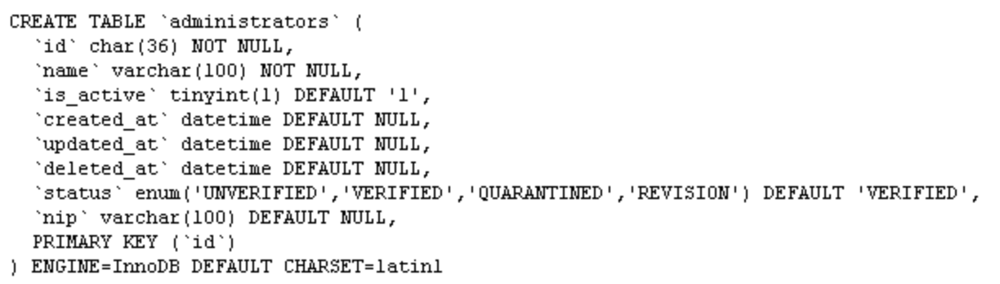 CREATE TABLE `administrators` (
  `id` char(36) NOT NULL,
  `name` varchar(100) NOT NULL,
  `is_active` tinyint(1) DEFAULT '1',
  `created_at` datetime DEFAULT NULL,
  `updated_at` datetime DEFAULT NULL,
  `deleted_at` datetime DEFAULT NULL,
  `status` enum('UNVERIFIED','VERIFIED','QUARANTINED','REVISION') DEFAULT 'VERIFIED',
  `nip` varchar(100) DEFAULT NULL,
  PRIMARY KEY (`id`)
) ENGINE=InnoDB DEFAULT CHARSET=latin1